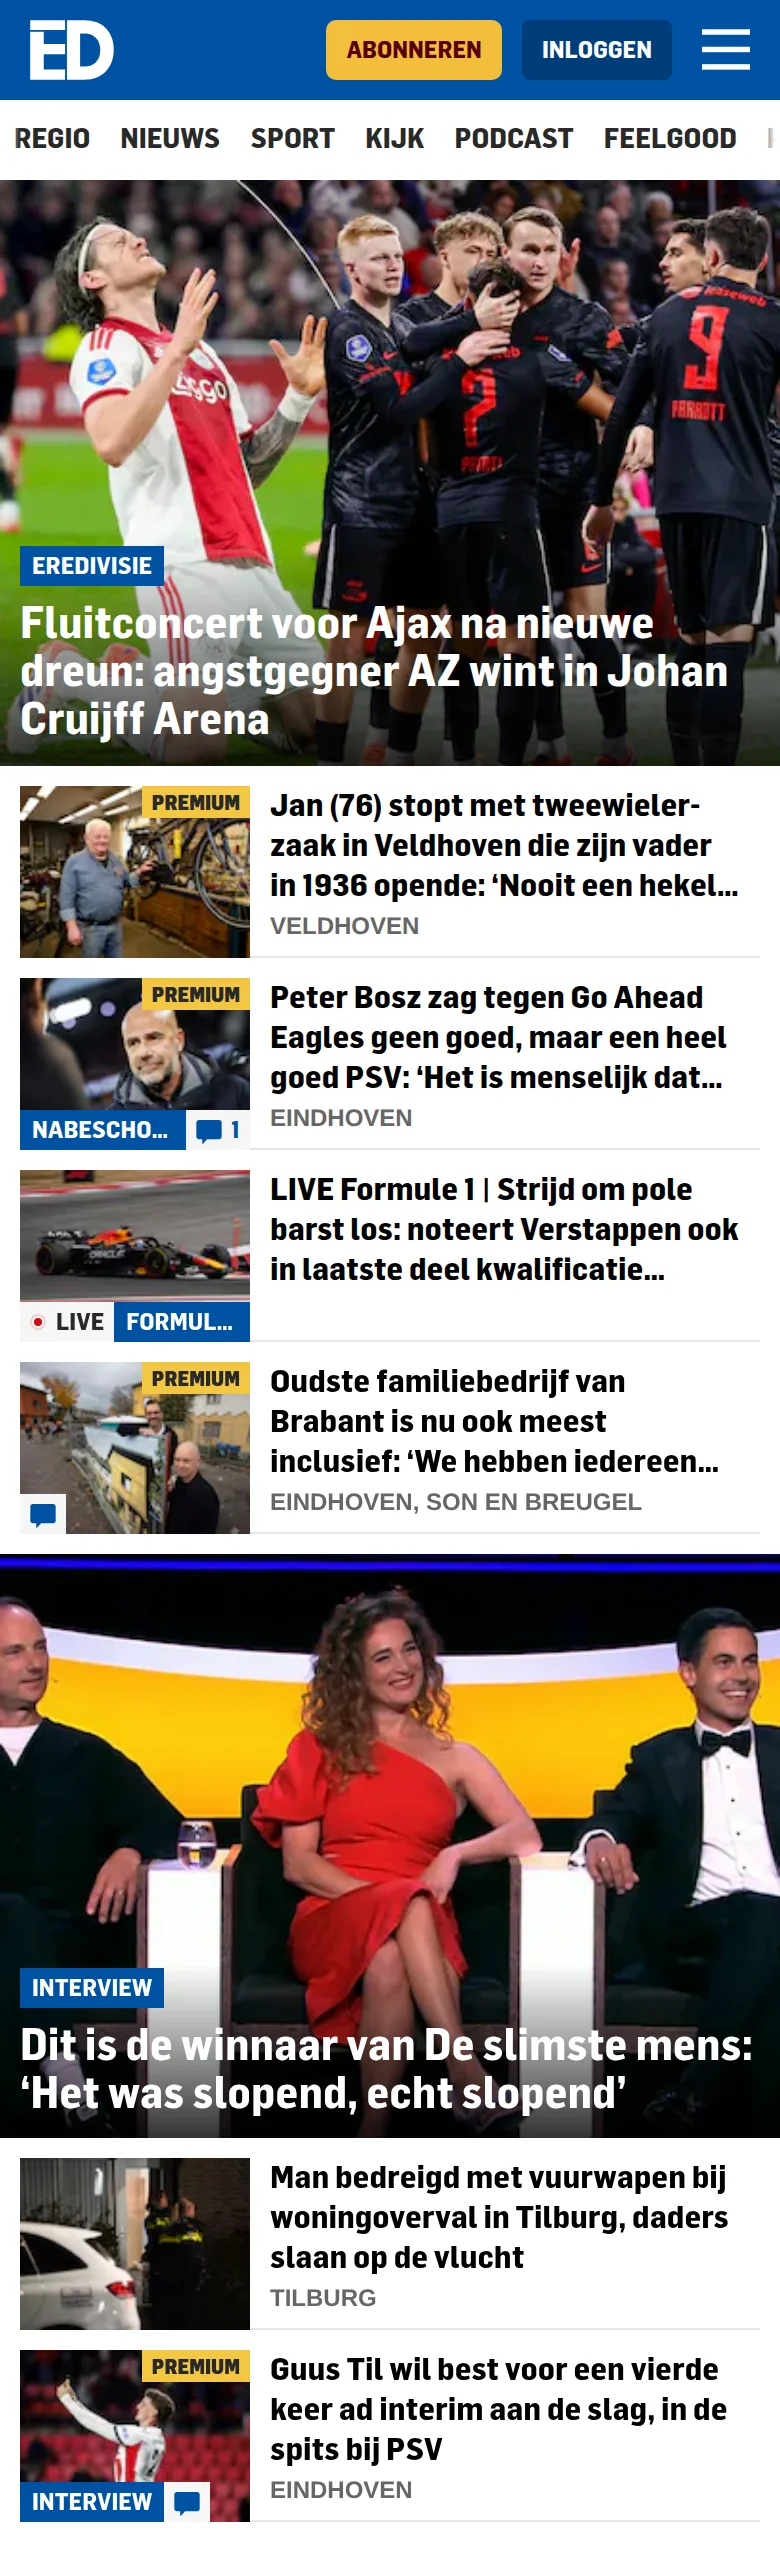 ED
ABONNEREN
INLOGGEN
REGIO NIEUWS SPORT KIJK PODCAST FEELGOOD
9
PARROTT
7
EREDIVISIE
Fluitconcert voor Ajax na nieuwe
dreun: angstgegner AZ wint in Johan
Cruijff Arena
PREMIUM
Jan (76) stopt met tweewieler-
zaak in Veldhoven die zijn vader
in 1936 opende: ‘Nooit een hekel...
VELDHOVEN
PREMIUM
NABESCHO...
1
Peter Bosz zag tegen Go Ahead
Eagles geen goed, maar een heel
goed PSV: ‘Het is menselijk dat...
EINDHOVEN
LIVE
FORMUL...
LIVE Formule 1 | Strijd om pole
barst los: noteert Verstappen ook
in laatste deel kwalificatie...
PREMIUM
Oudste familiebedrijf van
Brabant is nu ook meest
inclusief: ‘We hebben iedereen...
EINDHOVEN, SON EN BREUGEL
INTERVIEW
Dit is de winnaar van De slimste mens:
‘Het was slopend, echt slopend’
Man bedreigd met vuurwapen bij
woningoverval in Tilburg, daders
slaan op de vlucht
TILBURG
PREMIUM
INTERVIEW
Guus Til wil best voor een vierde
keer ad interim aan de slag, in de
spits bij PSV
EINDHOVEN